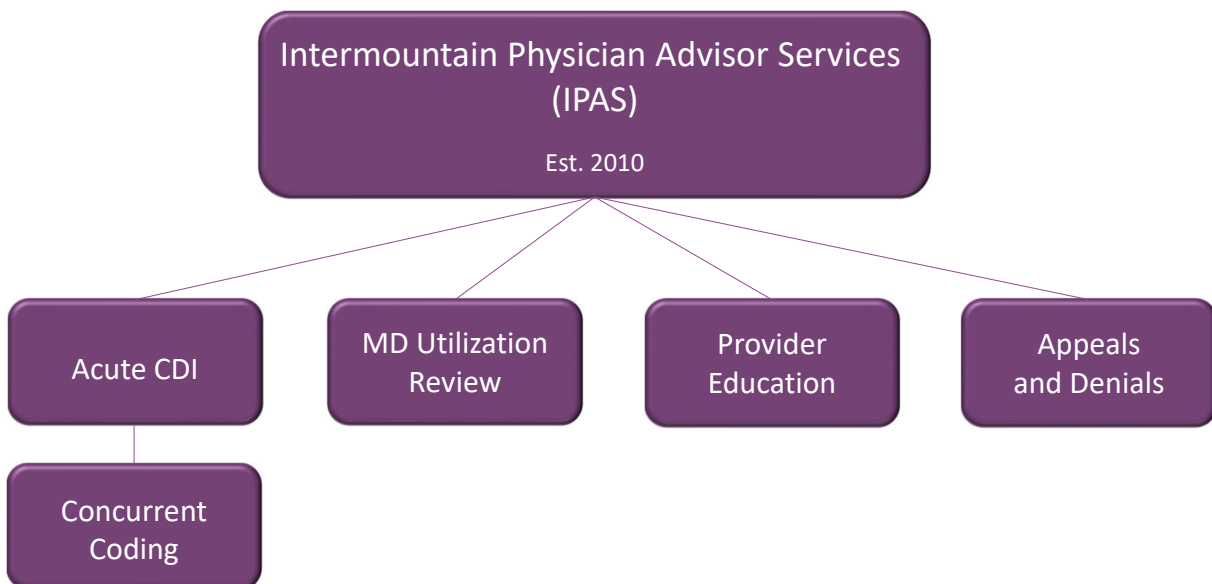 Intermountain Physician Advisor Services
(IPAS)
Est. 2010
Acute CDI
MD Utilization
Review
Provider
Education
Appeals
and Denials
Concurrent
Coding